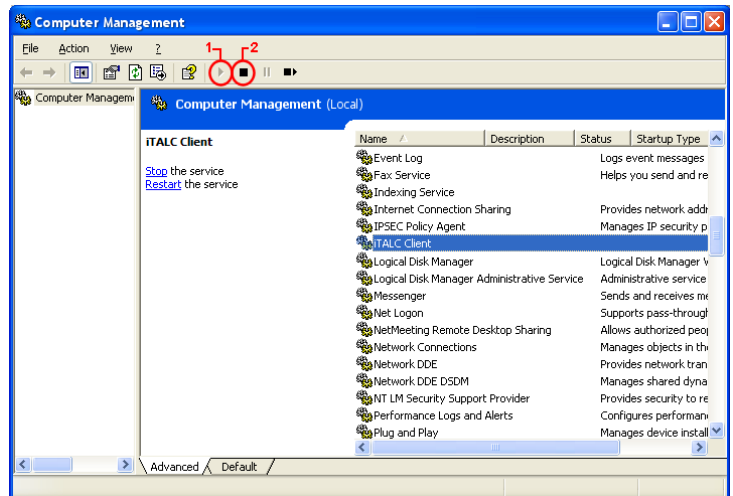 Computer Management
File Action View ?
1
2
Computer Managem
Computer Management (Local)
iTALC Client
Stop the service
Restart the service
Name Description Status Startup Type
Event Log Logs event messages
Fax Service Helps you send and re
Indexing Service
Internet Connection Sharing Provides network addr
IPSEC Policy Agent Manages IP security p
iTALC Client
Logical Disk Manager Logical Disk Manager W
Logical Disk Manager Administrative Service Administrative service
Messenger Sends and receives me
Net Logon Supports pass-through
NetMeeting Remote Desktop Sharing Allows authorized peop
Network Connections Manages objects in the
Network DDE Provides network tran
Network DDE DSDM Manages shared dyna
NT LM Security Support Provider Provides security to re
Performance Logs and Alerts Configures performan
Plug and Play Manages device install
Advanced Default